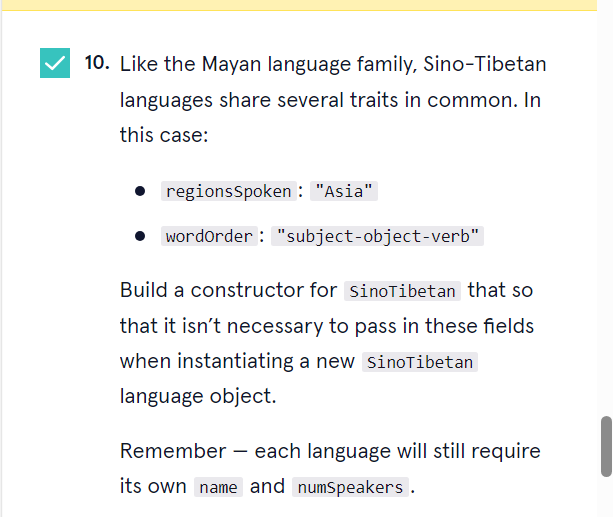 10. Like the Mayan language family, Sino-Tibetan
languages share several traits in common. In
this case:
• regionsSpoken: "Asia"
• wordOrder: "subject-object-verb"
Build a constructor for SinoTibetan that so
that it isn’t necessary to pass in these fields
when instantiating a new SinoTibetan
language object.
Remember — each language will still require
its own name and numSpeakers.